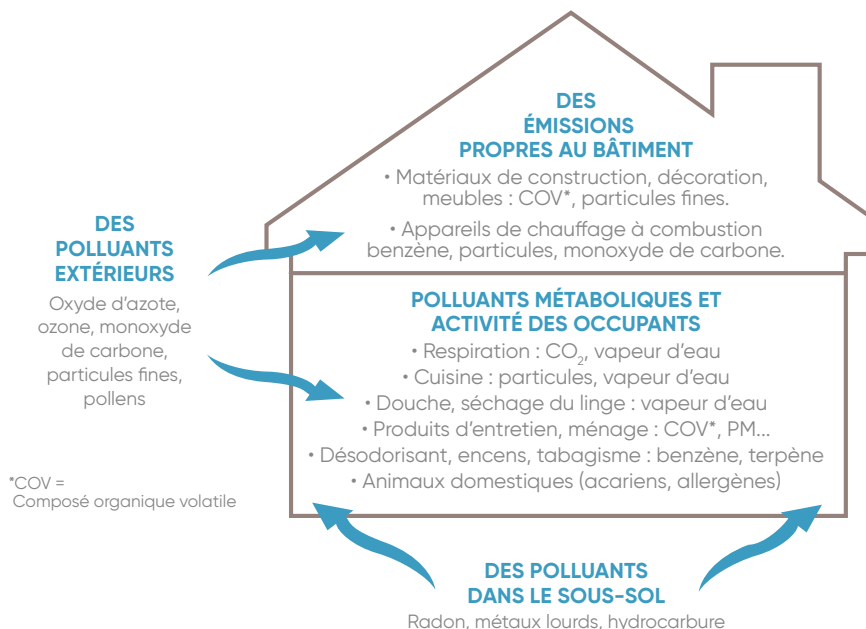 DES
ÉMISSIONS
PROPRES AU BÂTIMENT
• Matériaux de construction, décoration,
meubles : COV*, particules fines.
• Appareils de chauffage à combustion
benzène, particules, monoxyde de carbone.
DES
POLLUANTS
EXTÉRIEURS
Oxyde d’azote,
ozone, monoxyde
de carbone,
particules fines,
pollens
POLLUANTS MÉTABOLIQUES ET
ACTIVITÉ DES OCCUPANTS
• Respiration : CO₂, vapeur d’eau
• Cuisine : particules, vapeur d’eau
• Douche, séchage du linge : vapeur d’eau
• Produits d’entretien, ménage : COV*, PM...
• Désodorisant, encens, tabagisme : benzène, terpène
• Animaux domestiques (acariens, allergènes)
*COV =
Composé organique volatile
DES POLLUANTS
DANS LE SOUS-SOL
Radon, métaux lourds, hydrocarbure